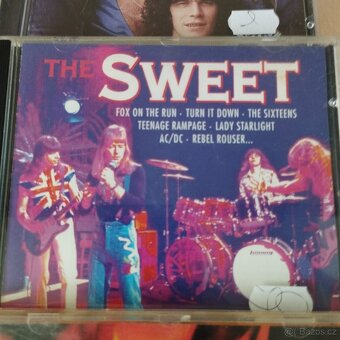 THE SWEET
FOX ON THE RUN · TURN IT DOWN · THE SIXTEENS
TEENAGE RAMPAGE · LADY STARLIGHT
AC/DC · REBEL ROUSER...
Ludwig
Bazos.cz